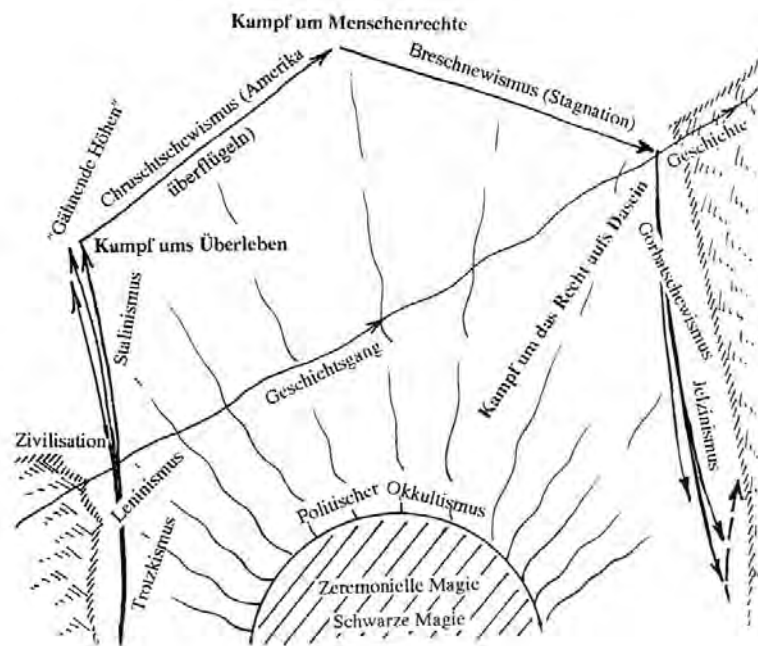 Kampf um Menschenrechte
Breschnewismus (Stagnation)
Chruschtschewismus (Amerika
überflügeln)
"Gähnende Höhen"
Geschichte
Kampf ums Überleben
Stalinismus
Kampf um das Recht aufs Dasein
Gorbatschewismus
Geschichtsgang
Jelzinismus
Zivilisation
Leninismus
Politischer Okkultismus
Trotzkismus
Zeremonielle Magie
Schwarze Magie